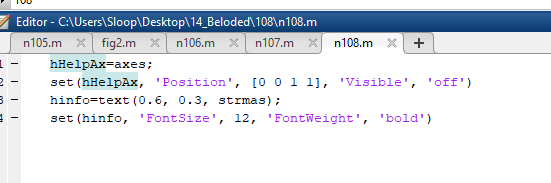 108
Editor - C:\Users\Sloop\Desktop\14_Beloded\108\n108.m
n105.m × fig2.m × n106.m × n107.m × n108.m × +
1 - hHelpAx=axes;
2 - set(hHelpAx, 'Position', [0 0 1 1], 'Visible', 'off')
3 - hinfo=text(0.6, 0.3, strmas);
4 - set(hinfo, 'FontSize', 12, 'FontWeight', 'bold')